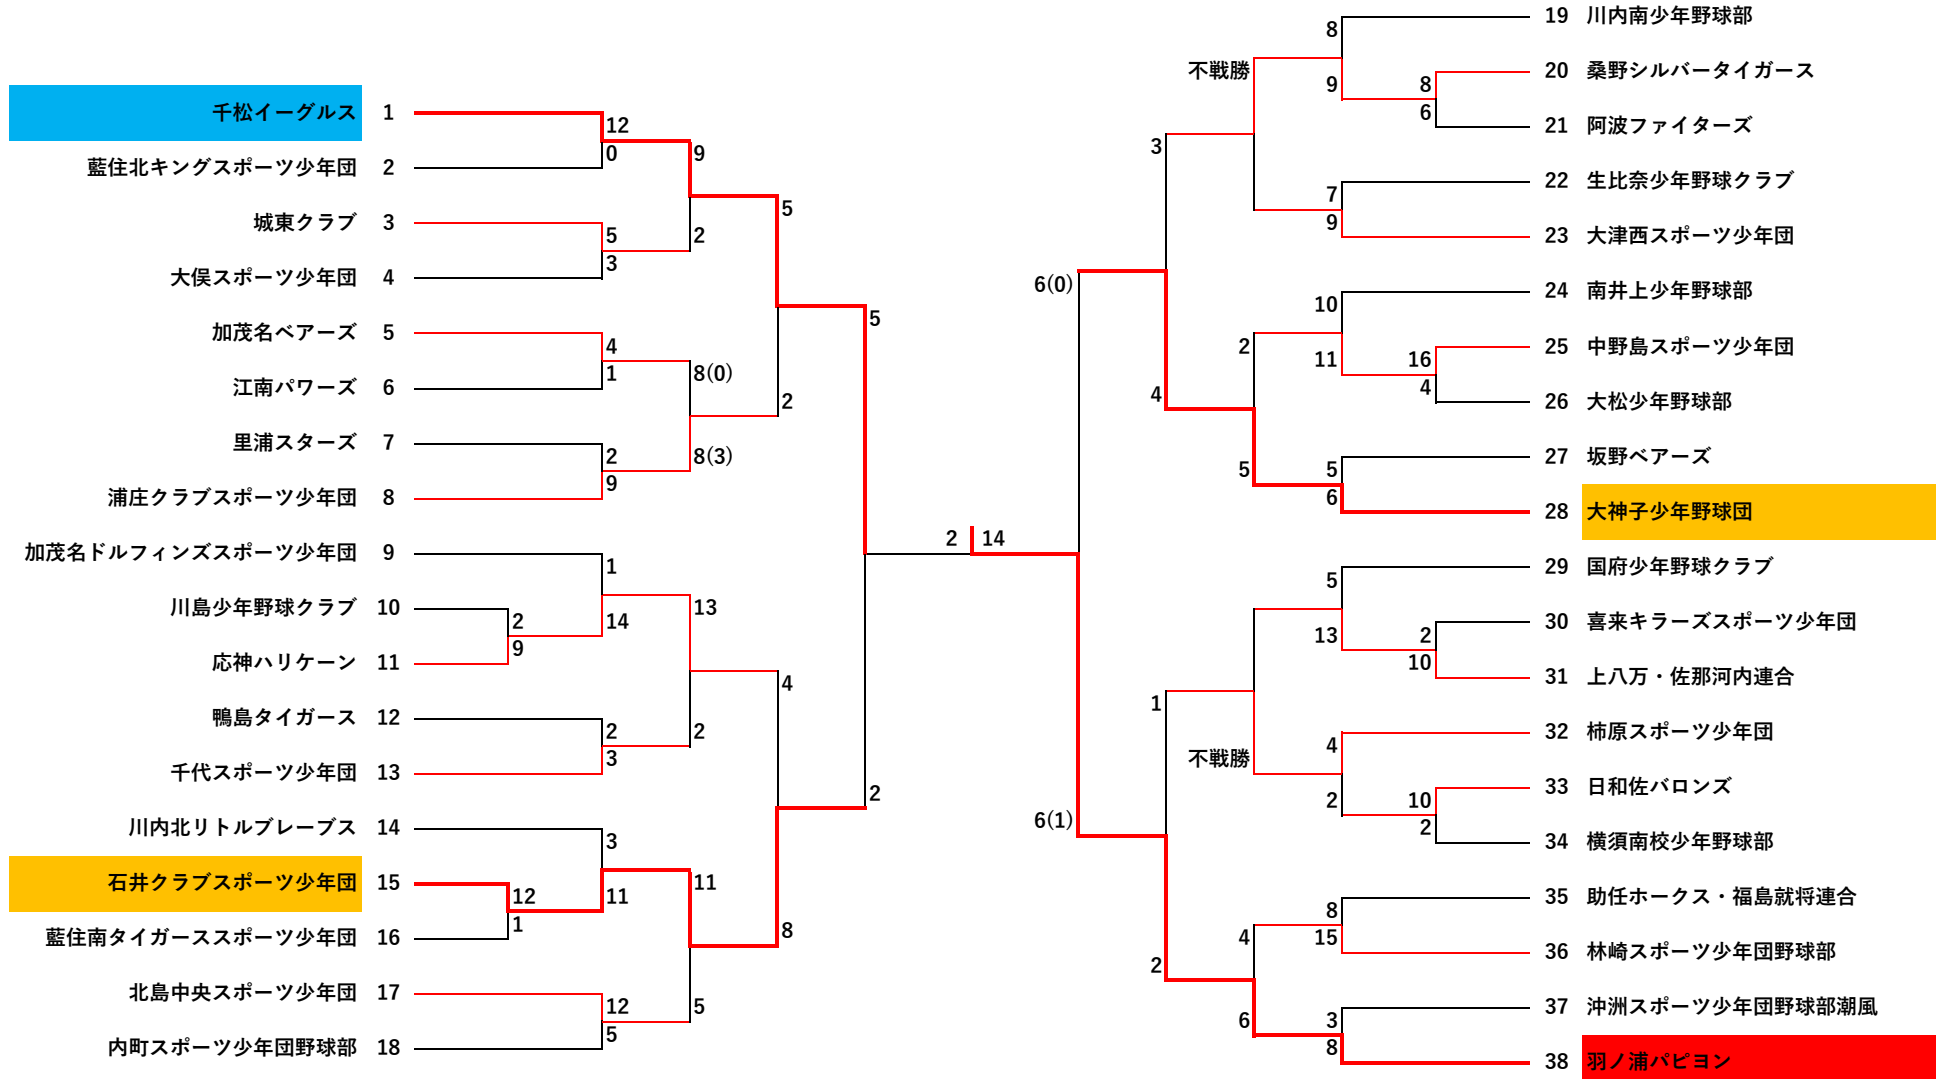 千松イーグルス 1
藍住北キングスポーツ少年団 2
城東クラブ 3
大俣スポーツ少年団 4
加茂名ベアーズ 5
江南パワーズ 6
里浦スターズ 7
浦庄クラブスポーツ少年団 8
加茂名ドルフィンズスポーツ少年団 9
川島少年野球クラブ 10
応神ハリケーン 11
鴨島タイガース 12
千代スポーツ少年団 13
川内北リトルブレーブス 14
石井クラブスポーツ少年団 15
藍住南タイガーススポーツ少年団 16
北島中央スポーツ少年団 17
内町スポーツ少年団野球部 18
2
9
12
1
12
0
5
3
4
1
2
9
1
14
2
3
3
11
12
5
9
2
8(0)
8(3)
13
2
11
5
5
2
4
8
5
2
2 14
6(0)
6(1)
3
4
1
2
不戦勝
2
5
不戦勝
4
6
8
9
7
9
10
11
5
6
5
13
4
2
8
15
3
8
8
6
16
4
2
10
10
2
19 川内南少年野球部
20 桑野シルバータイガース
21 阿波ファイターズ
22 生比奈少年野球クラブ
23 大津西スポーツ少年団
24 南井上少年野球部
25 中野島スポーツ少年団
26 大松少年野球部
27 坂野ベアーズ
28 大神子少年野球団
29 国府少年野球クラブ
30 喜来キラーズスポーツ少年団
31 上八万・佐那河内連合
32 柿原スポーツ少年団
33 日和佐バロンズ
34 横須南校少年野球部
35 助任ホークス・福島就将連合
36 林崎スポーツ少年団野球部
37 沖洲スポーツ少年団野球部潮風
38 羽ノ浦パピヨン